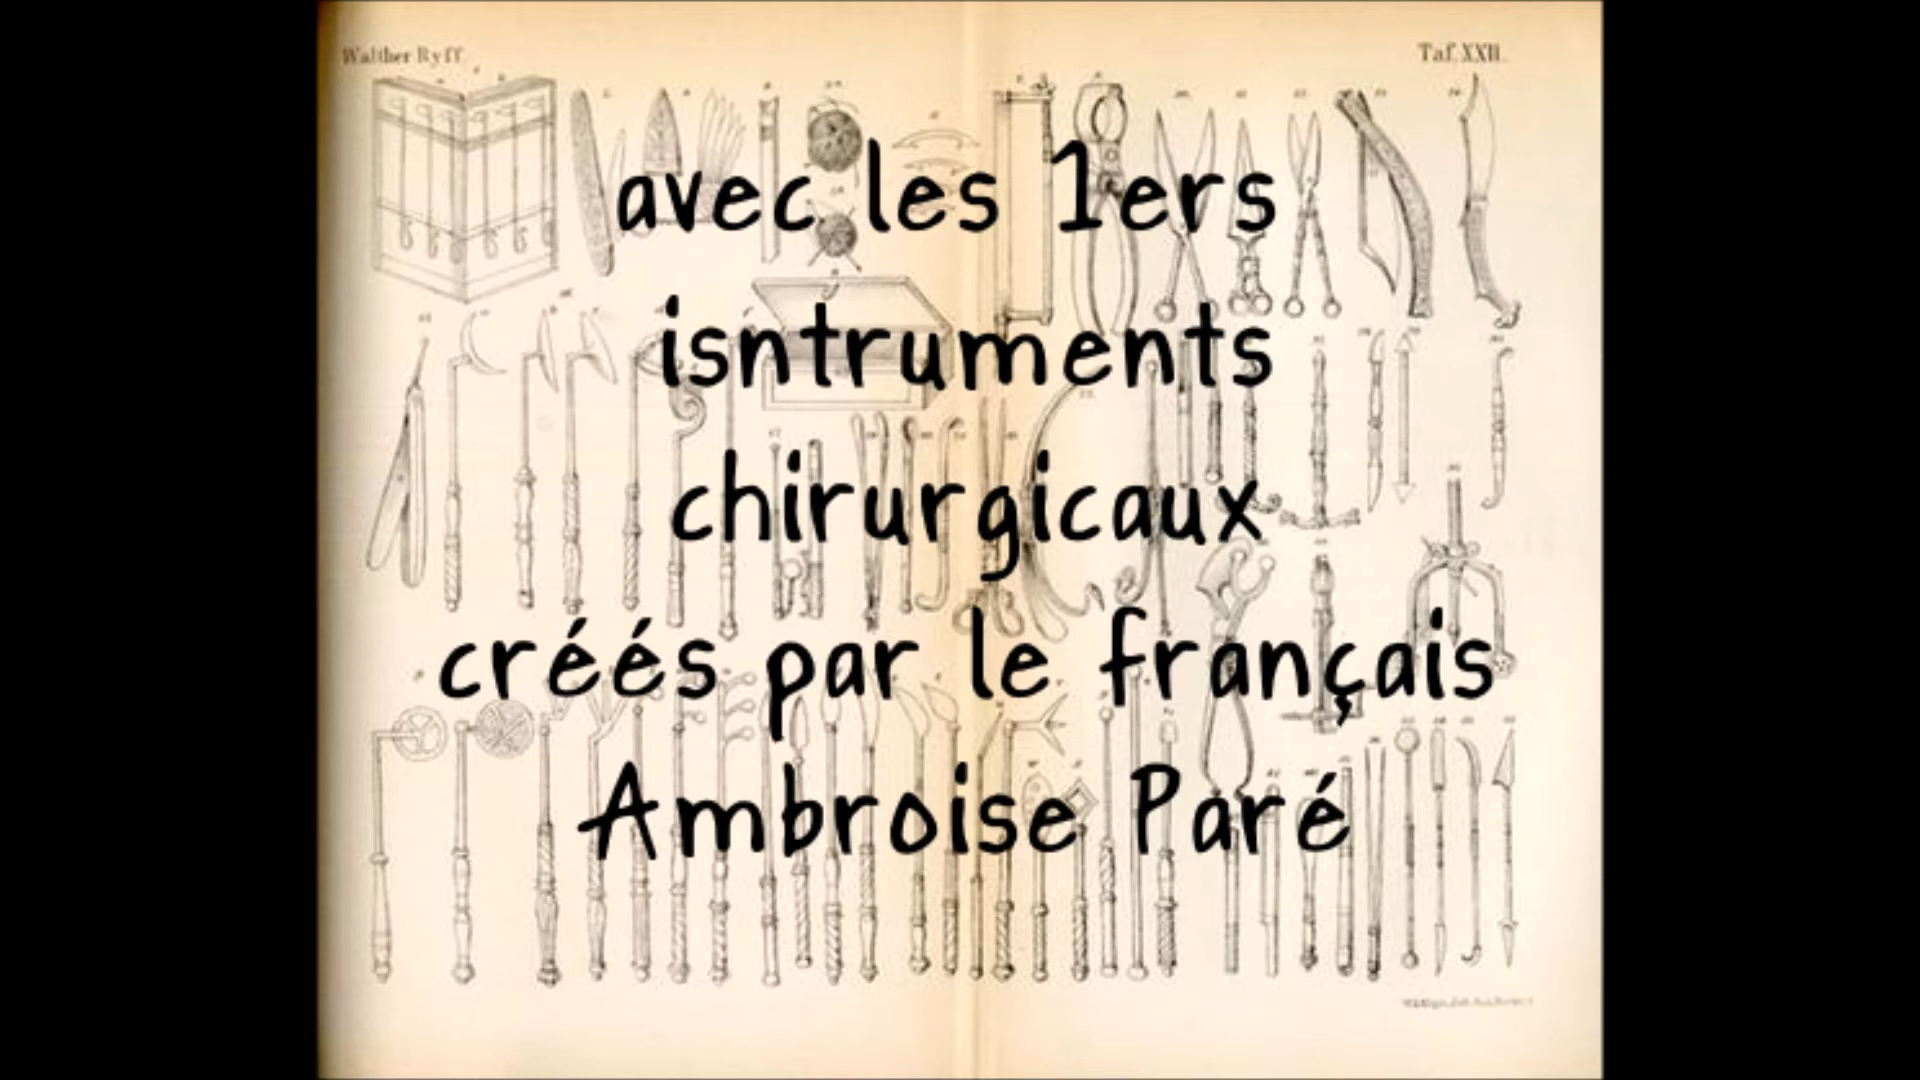 Walther Ryff
Taf. XXII.
avec les 1ers
isntruments
chirurgicaux
créés par le français
Ambroise Paré